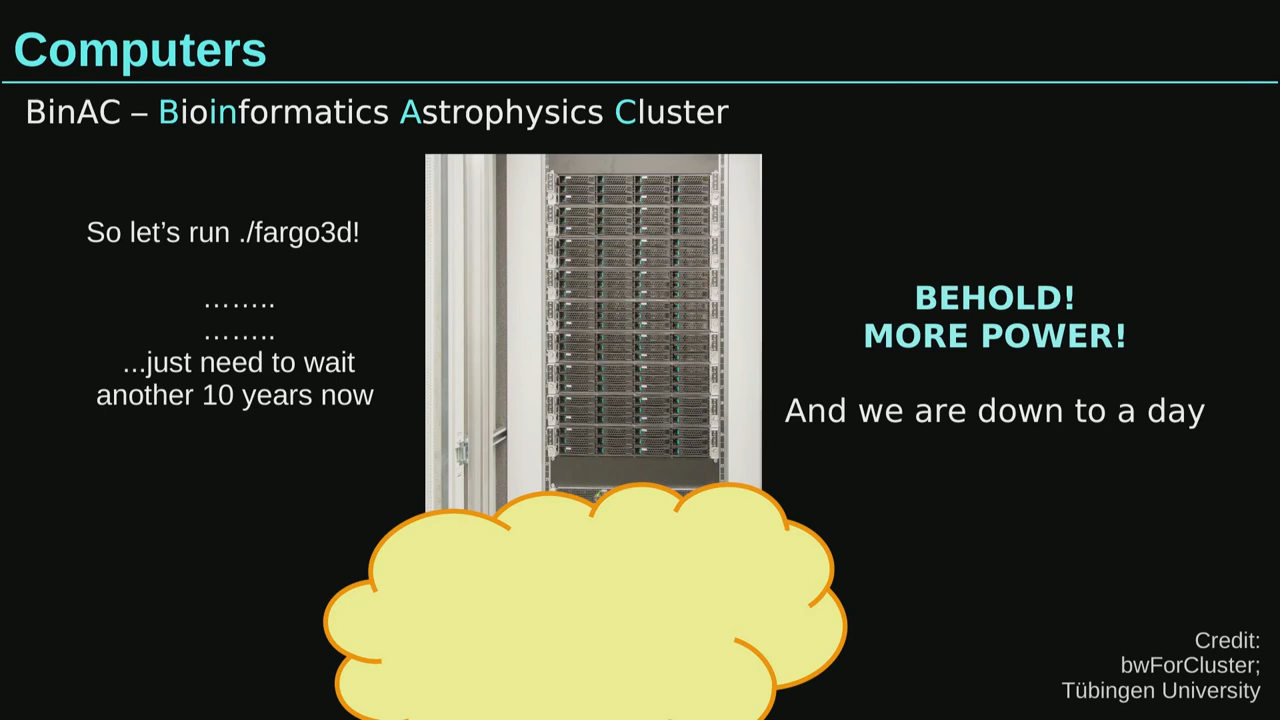 Computers
BinAC – Bioinformatics Astrophysics Cluster
So let’s run ./fargo3d!
……..
……..
...just need to wait
another 10 years now
BEHOLD!
MORE POWER!
And we are down to a day
Credit:
bwForCluster;
Tübingen University